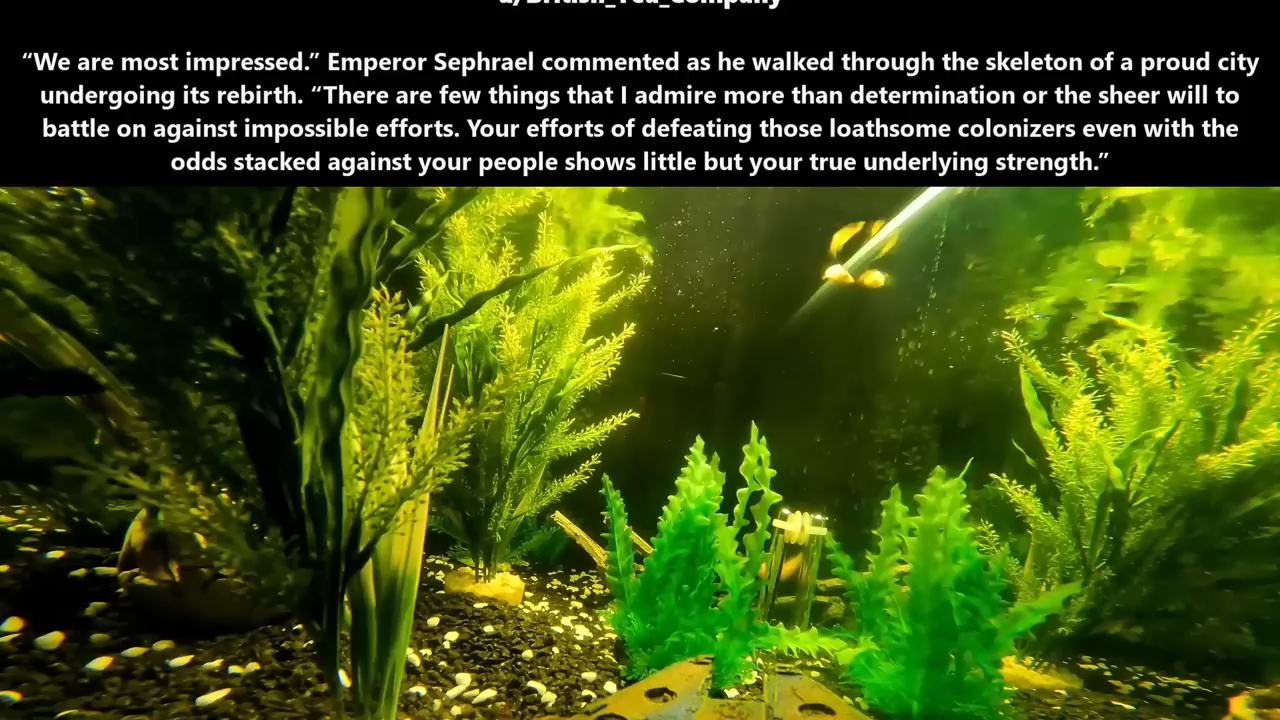 u/British_Tea_Company
“We are most impressed.” Emperor Sephrael commented as he walked through the skeleton of a proud city
undergoing its rebirth. “There are few things that I admire more than determination or the sheer will to
battle on against impossible efforts. Your efforts of defeating those loathsome colonizers even with the
odds stacked against your people shows little but your true underlying strength.”